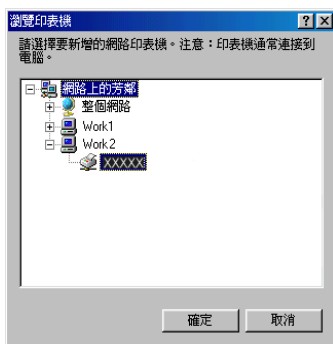 瀏覽印表機
請選擇要新增的網路印表機。注意：印表機通常連接到
電腦。
網路上的芳鄰
整個網路
Work1
Work2
XXXXX
確定
取消